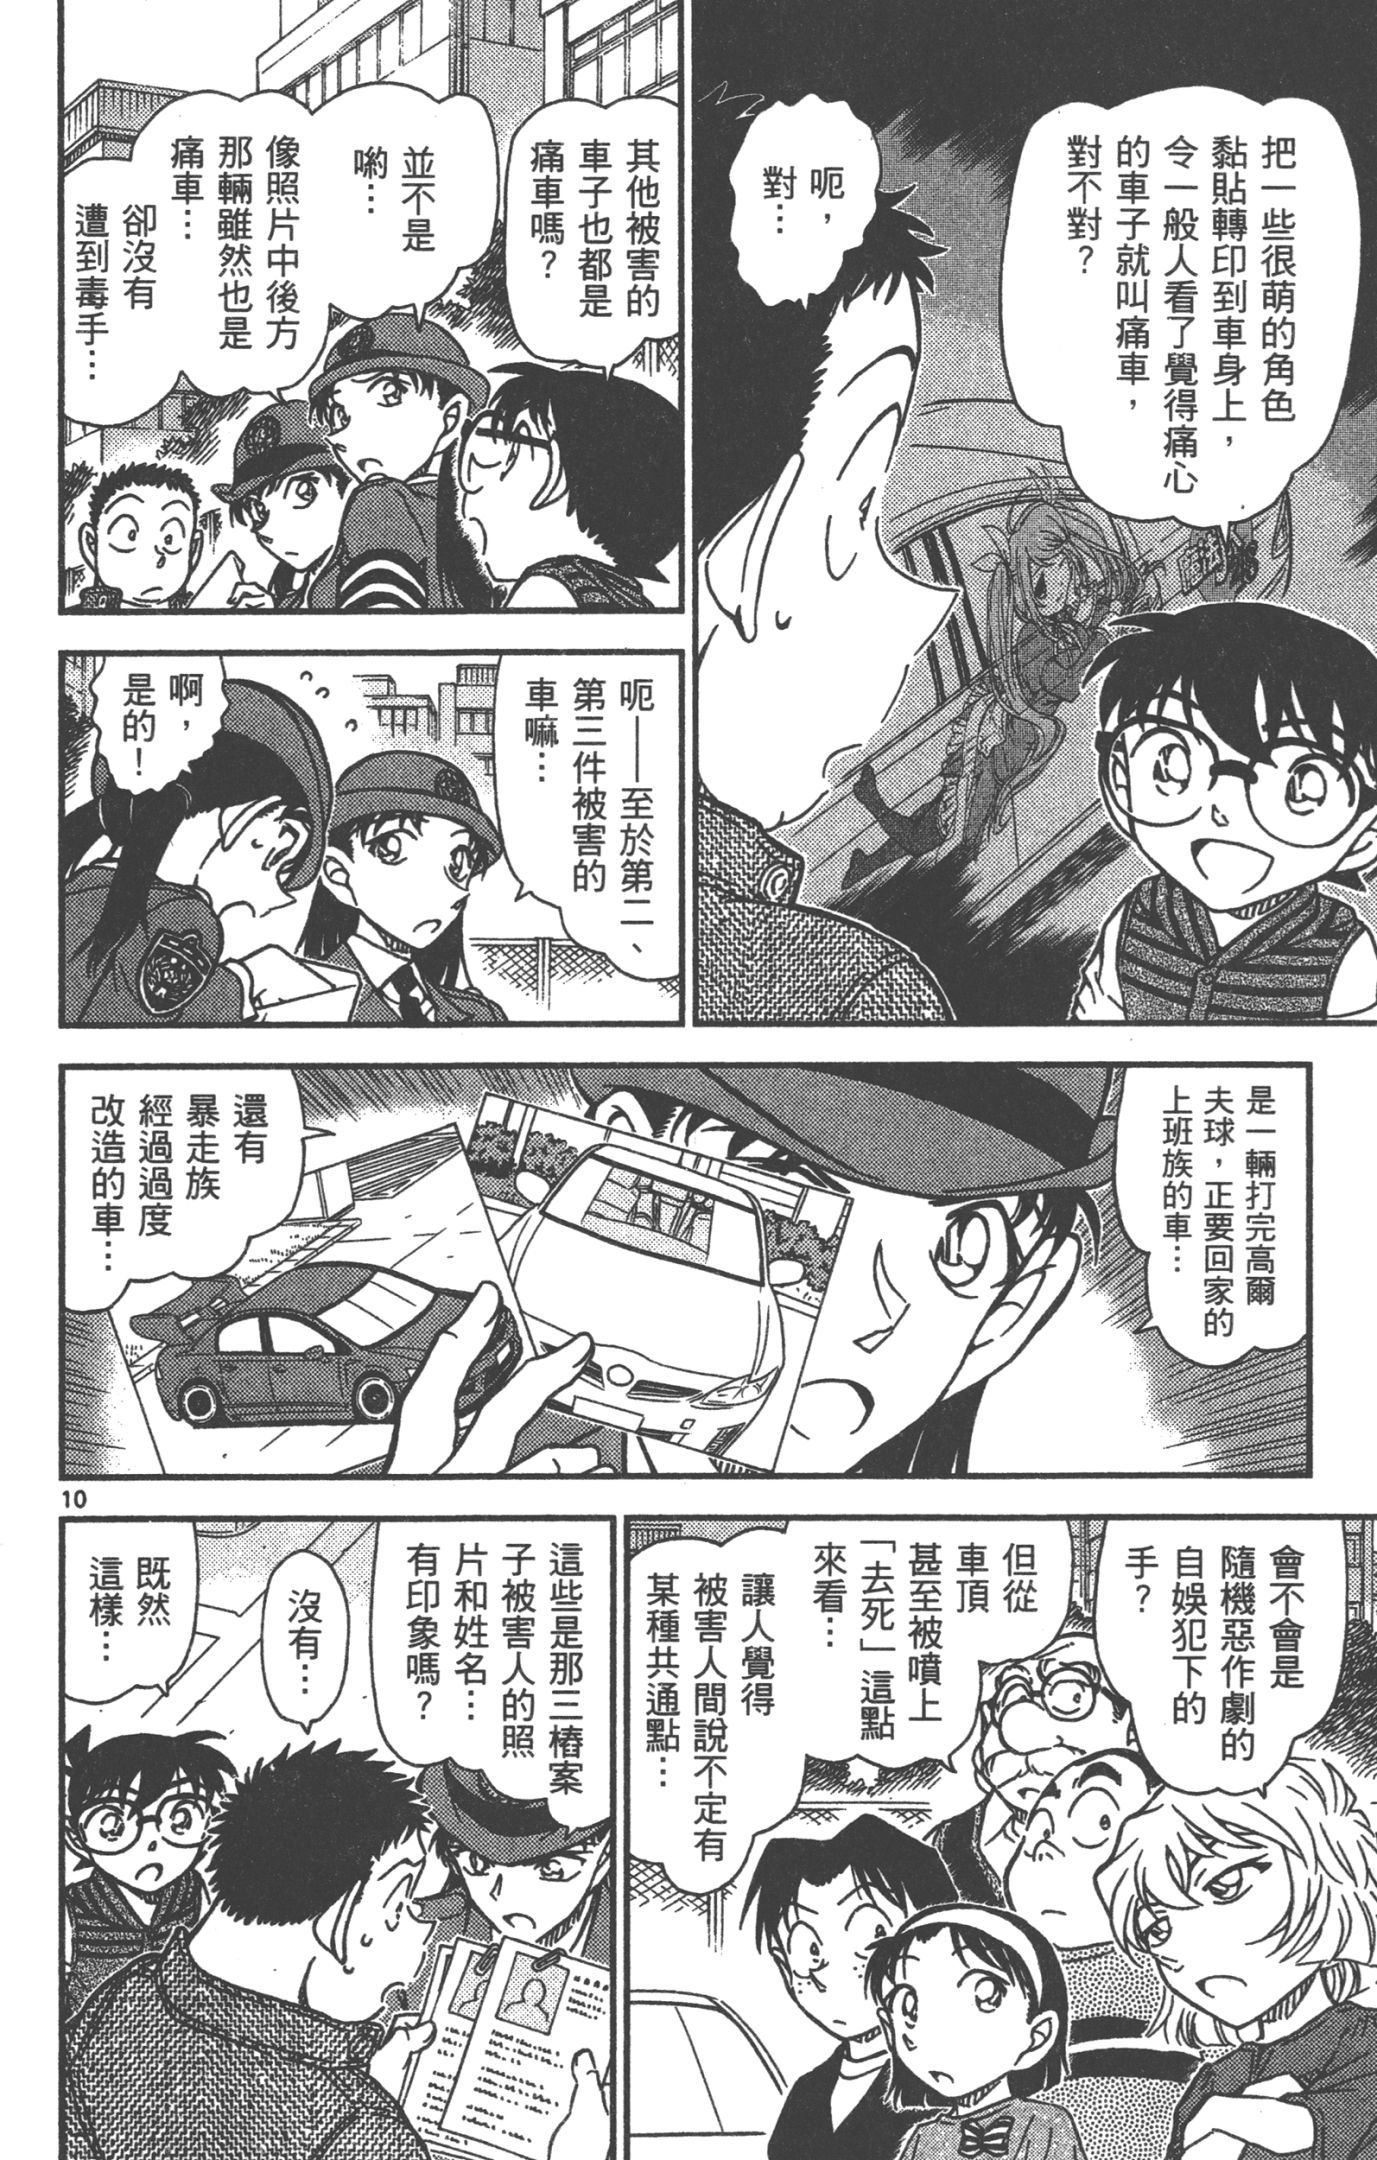 把一些很萌的角色
黏貼轉印到車身上，
令一般人看了覺得痛心
的車子就叫痛車，
對不對？
呃，
對…
其他被害的
車子也都是
痛車嗎？
並不是
喲…
像照片中後方
那輛雖然也是
痛車…
卻沒有
遭到毒手…
呃——至於第二、
第三件被害的
車嘛…
啊，
是的！
是一輛打完高爾
夫球，正要回家的
上班族的車…
還有
暴走族
經過過度
改造的車…
會不會是
隨機惡作劇的
自娛犯下的
手？
但從
車頂
甚至被噴上
「去死」這點
來看…
讓人覺得
被害人間說不定有
某種共通點…
這些是那三樁案
子被害人的照
片和姓名…
有印象嗎？
沒有…
既然
這樣…
10